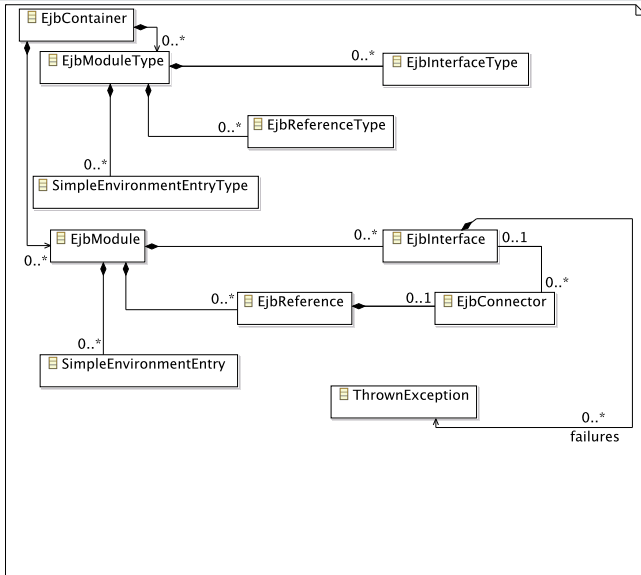 EjbContainer
0..*
EjbModuleType
0..*
EjbInterfaceType
0..*
EjbReferenceType
0..*
SimpleEnvironmentEntryType
EjbModule
0..*
0..*
EjbInterface
0..1
0..*
EjbReference
0..*
0..1
EjbConnector
0..*
SimpleEnvironmentEntry
ThrownException
0..*
failures